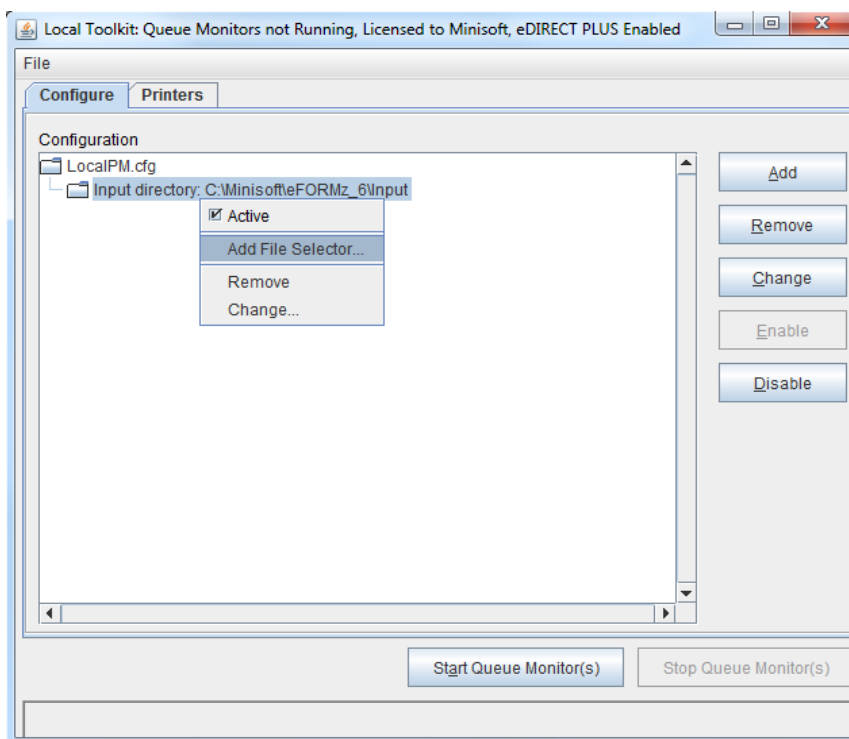 Local Toolkit: Queue Monitors not Running, Licensed to Minisoft, eDIRECT PLUS Enabled
File
Configure Printers
Configuration
LocalPM.cfg
Input directory: C:\Minisoft\eFORMz_6\Input
Active
Add File Selector...
Remove
Change...
Add
Remove
Change
Enable
Disable
Start Queue Monitor(s) Stop Queue Monitor(s)